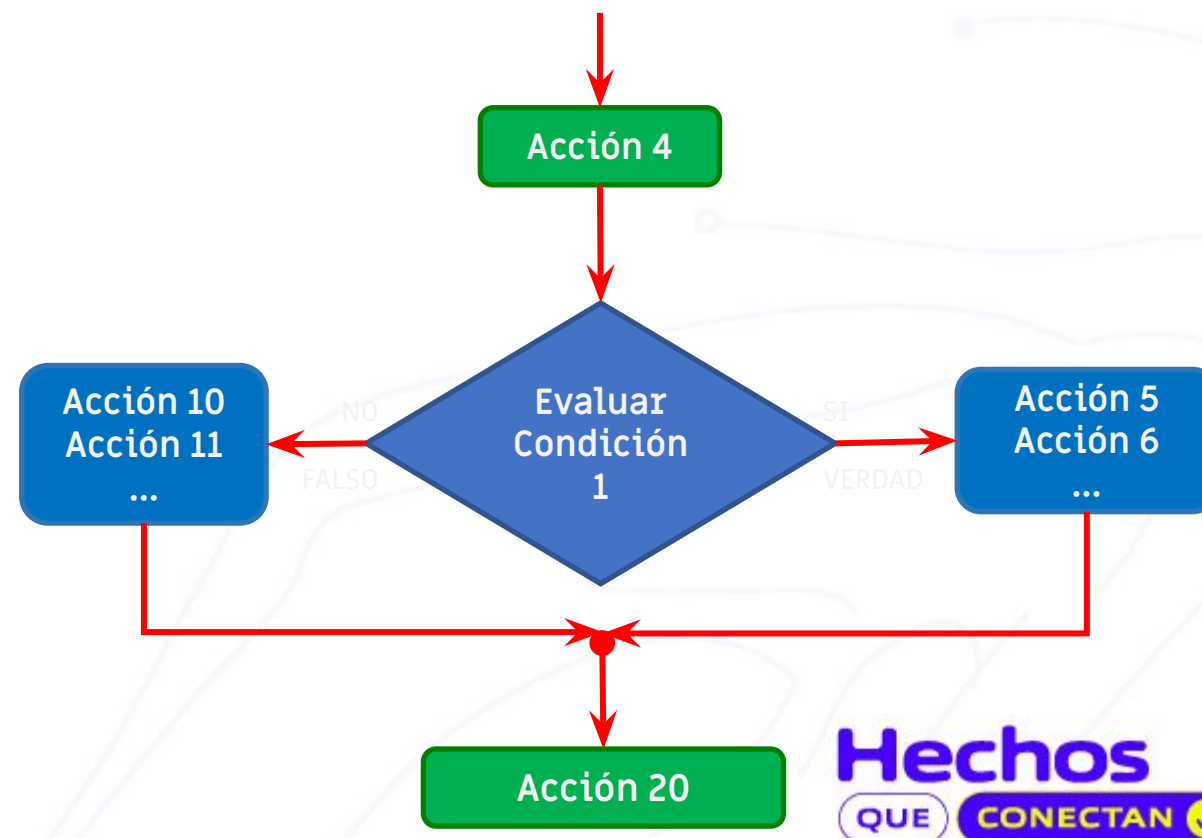 Acción 4
Acción 10
Acción 11
...
NO
FALSO
Evaluar
Condición
1
SI
VERDAD
Acción 5
Acción 6
...
Acción 20
Hechos
QUE CONECTAN